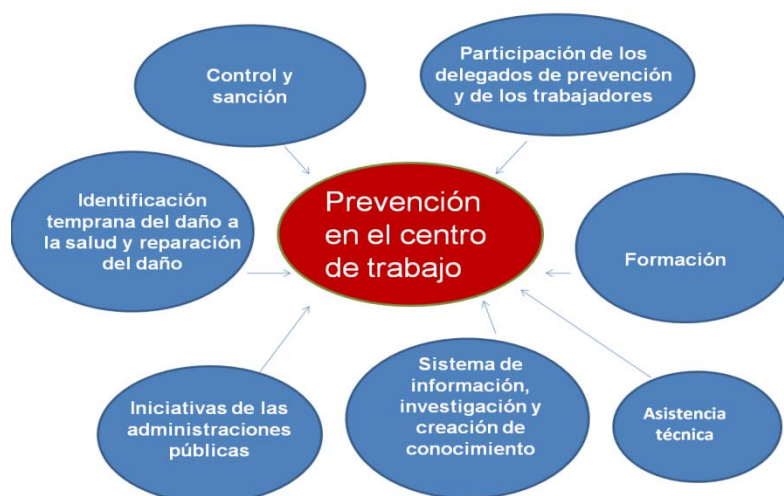 Control y
sanción
Participación de los
delegados de prevención
y de los trabajadores
Identificación
temprana del daño a
la salud y reparación
del daño
Prevención
en el centro
de trabajo
Formación
Iniciativas de las
administraciones
públicas
Sistema de
información,
investigación y
creación de
conocimiento
Asistencia
técnica